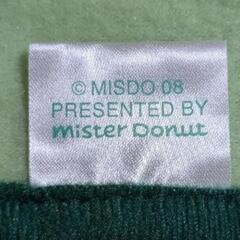 © MISDO 08
PRESENTED BY
mister Donut